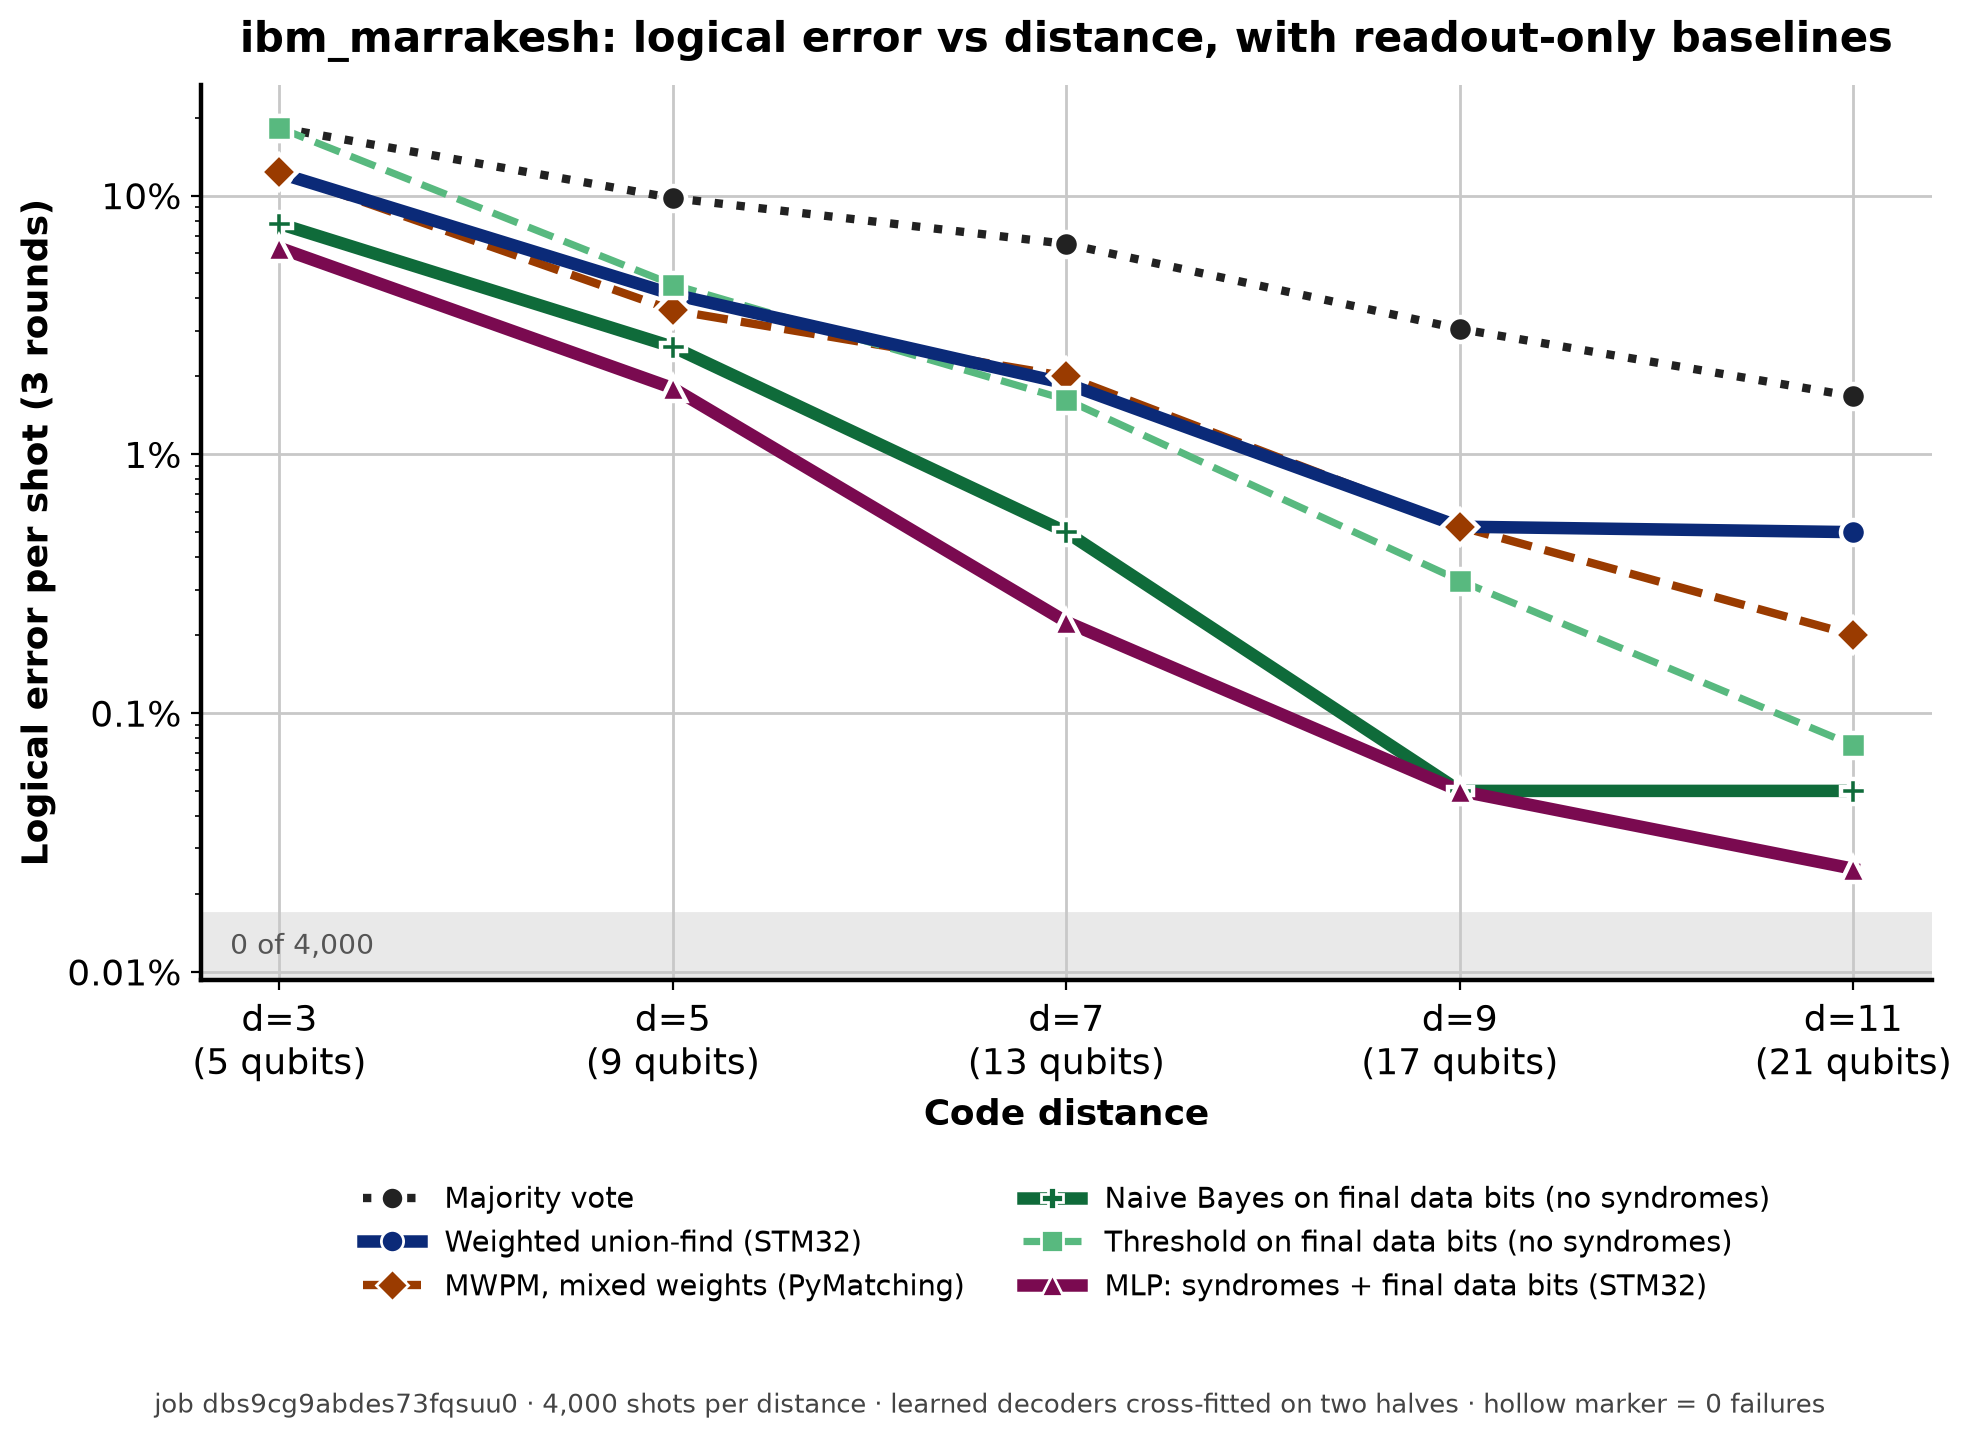 ibm_marrakesh: logical error vs distance, with readout-only baselines
Logical error per shot (3 rounds)
10%
1%
0.1%
0.01%
0 of 4,000
d=3
(5 qubits)
d=5
(9 qubits)
d=7
(13 qubits)
d=9
(17 qubits)
d=11
(21 qubits)
Code distance
Majority vote
Weighted union-find (STM32)
MWPM, mixed weights (PyMatching)
Naive Bayes on final data bits (no syndromes)
Threshold on final data bits (no syndromes)
MLP: syndromes + final data bits (STM32)
job dbs9cg9abdes73fqsuu0 · 4,000 shots per distance · learned decoders cross-fitted on two halves · hollow marker = 0 failures